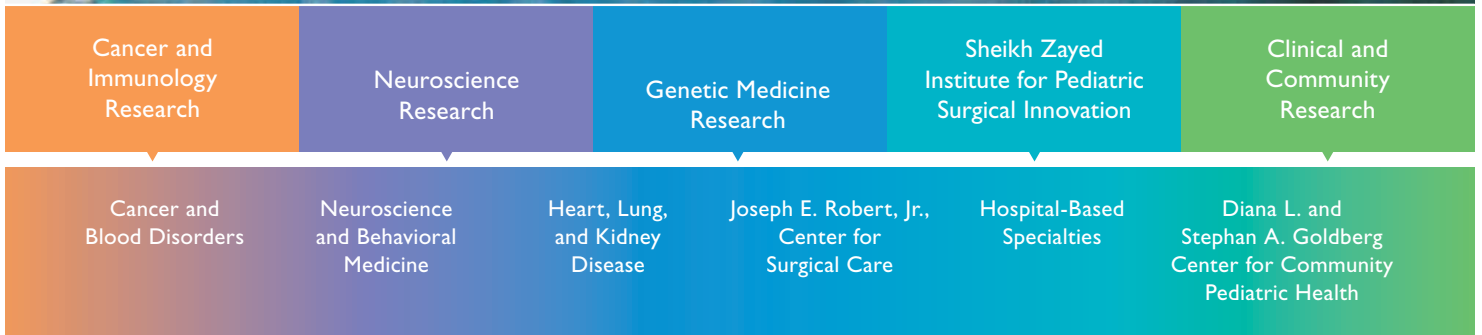 Cancer and
Immunology
Research
Neuroscience
Research
Genetic Medicine
Research
Sheikh Zayed
Institute for Pediatric
Surgical Innovation
Clinical and
Community
Research
Cancer and
Blood Disorders
Neuroscience
and Behavioral
Medicine
Heart, Lung,
and Kidney
Disease
Joseph E. Robert, Jr.,
Center for
Surgical Care
Hospital-Based
Specialties
Diana L. and
Stephan A. Goldberg
Center for Community
Pediatric Health